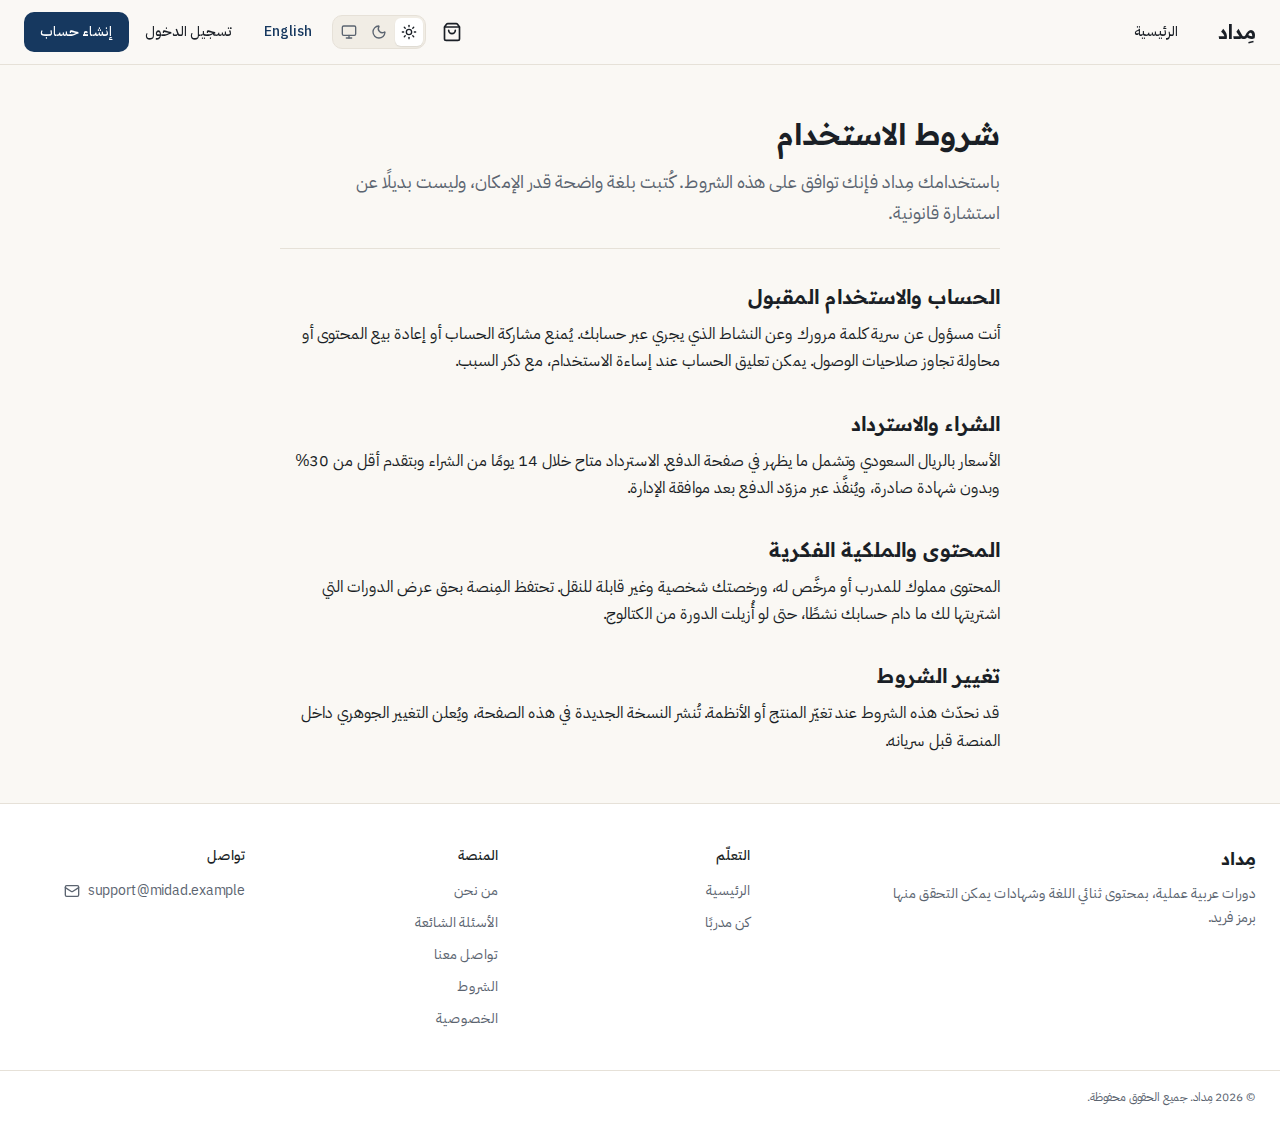 مِداد
الرئيسية
English
تسجيل الدخول
إنشاء حساب
شروط الاستخدام
باستخدامك مِداد فإنك توافق على هذه الشروط. كُتبت بلغة واضحة قدر الإمكان، وليست بديلًا عن
استشارة قانونية.
الحساب والاستخدام المقبول
أنت مسؤول عن سرية كلمة مرورك وعن النشاط الذي يجري عبر حسابك. يُمنع مشاركة الحساب أو إعادة بيع المحتوى أو
محاولة تجاوز صلاحيات الوصول. يمكن تعليق الحساب عند إساءة الاستخدام، مع ذكر السبب.
الشراء والاسترداد
الأسعار بالريال السعودي وتشمل ما يظهر في صفحة الدفع. الاسترداد متاح خلال 14 يومًا من الشراء وبتقدم أقل من 30%
وبدون شهادة صادرة، ويُنفَّذ عبر مزوّد الدفع بعد موافقة الإدارة.
المحتوى والملكية الفكرية
المحتوى مملوك للمدرب أو مرخَّص له، ورخصتك شخصية وغير قابلة للنقل. تحتفظ المِنصة بحق عرض الدورات التي
اشتريتها لك ما دام حسابك نشطًا، حتى لو أُزيلت الدورة من الكتالوج.
تغيير الشروط
قد نحدّث هذه الشروط عند تغيّر المنتج أو الأنظمة. تُنشر النسخة الجديدة في هذه الصفحة، ويُعلن التغيير الجوهري داخل
المنصة قبل سريانه.
مِداد
دورات عربية عملية، بمحتوى ثنائي اللغة وشهادات يمكن التحقق منها
برمز فريد.
التعلّم
الرئيسية
كن مدربًا
المنصة
من نحن
الأسئلة الشائعة
تواصل معنا
الشروط
الخصوصية
تواصل
support@midad.example
© 2026 مِداد. جميع الحقوق محفوظة.